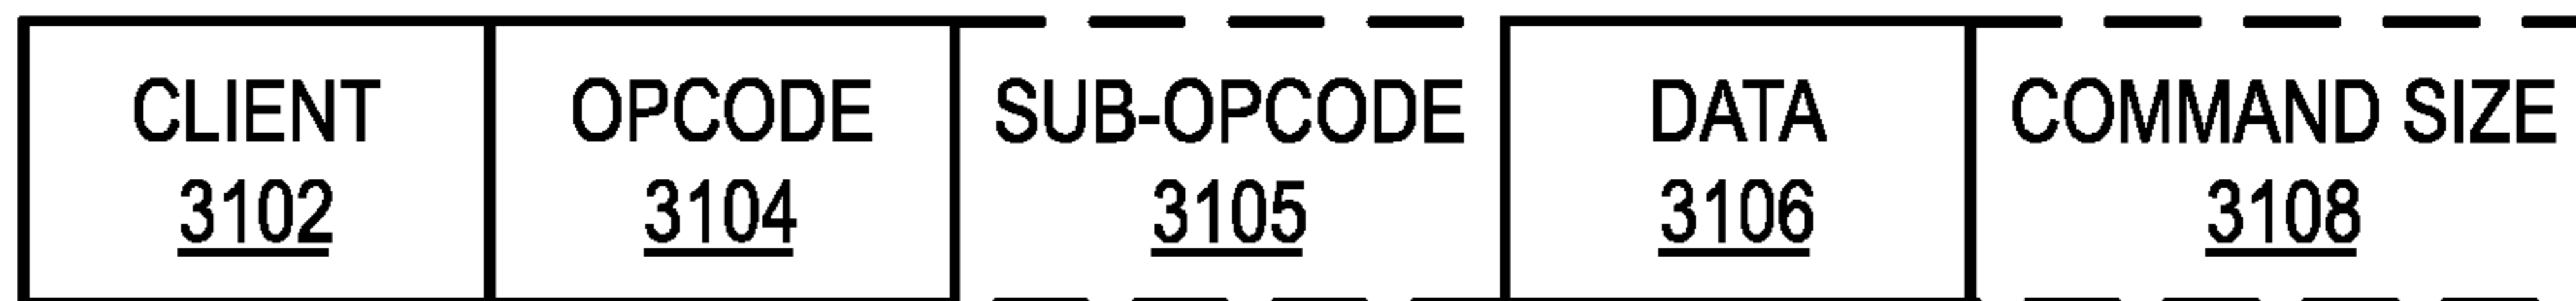 CLIENT
3102
OPCODE
3104
SUB-OPCODE
3105
DATA
3106
COMMAND SIZE
3108